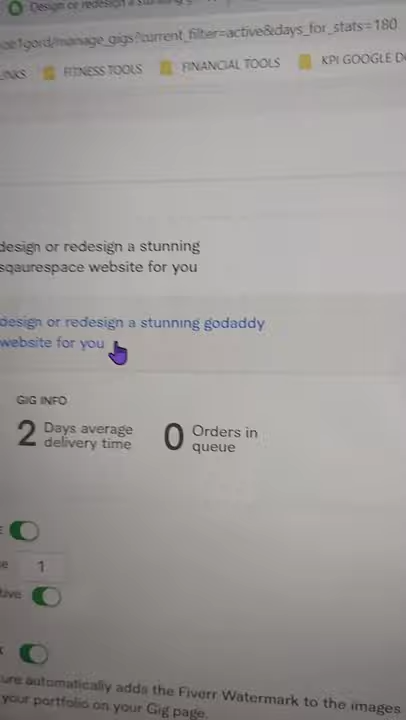 Design or redesign a
manage_gigs?current_filter=active&days_for_stats=180
FITNESS TOOLS FINANCIAL TOOLS KPI GOOGLE
design or redesign a stunning
sqaurespace website for you
design or redesign a stunning godaddy
website for you
GIG INFO
2 Days average delivery time
0 Orders in queue
1
automatically adds the Fiverr Watermark to the images
your portfolio on your Gig page.